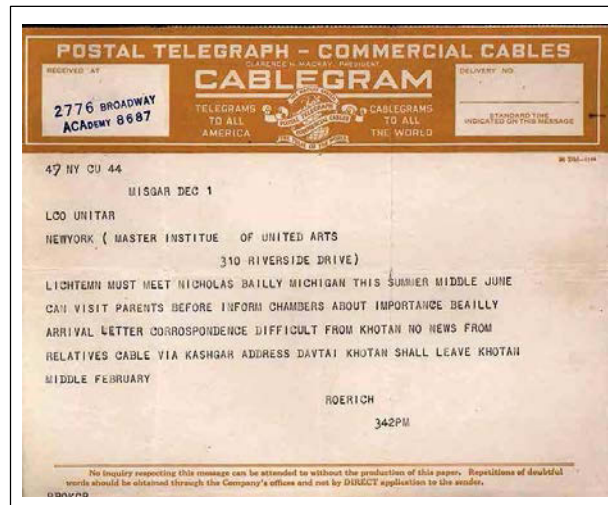 POSTAL TELEGRAPH - COMMERCIAL CABLES
CLARENCE H. MACKAY, PRESIDENT.
RECEIVED AT
CABLEGRAM
DELIVERY NO.
2776 BROADWAY
ACADEMY 8687
TELEGRAMS
TO ALL
AMERICA
POSTAL TELEGRAPH
COMMERCIAL CABLES
CABLEGRAMS
TO ALL
THE WORLD
STANDARD TIME
INDICATED ON THIS MESSAGE
47 NY CU 44
MISGAR DEC 1
LCO UNITAR
NEWYORK ( MASTER INSTITUE OF UNITED ARTS
310 RIVERSIDE DRIVE)
LICHTEMN MUST MEET NICHOLAS BAILLY MICHIGAN THIS SUMMER MIDDLE JUNE
CAN VISIT PARENTS BEFORE INFORM CHAMBERS ABOUT IMPORTANCE BEAILLY
ARRIVAL LETTER CORROSPONDENCE DIFFICULT FROM KHOTAN NO NEWS FROM
RELATIVES CABLE VIA KASHGAR ADDRESS DAVTAI KHOTAN SHALL LEAVE KHOTAN
MIDDLE FEBRUARY
ROERICH
342PM
No inquiry respecting this message can be attended to without the production of this paper. Repetitions of doubtful
words should be obtained through the Company's offices and not by DIRECT application to the sender.